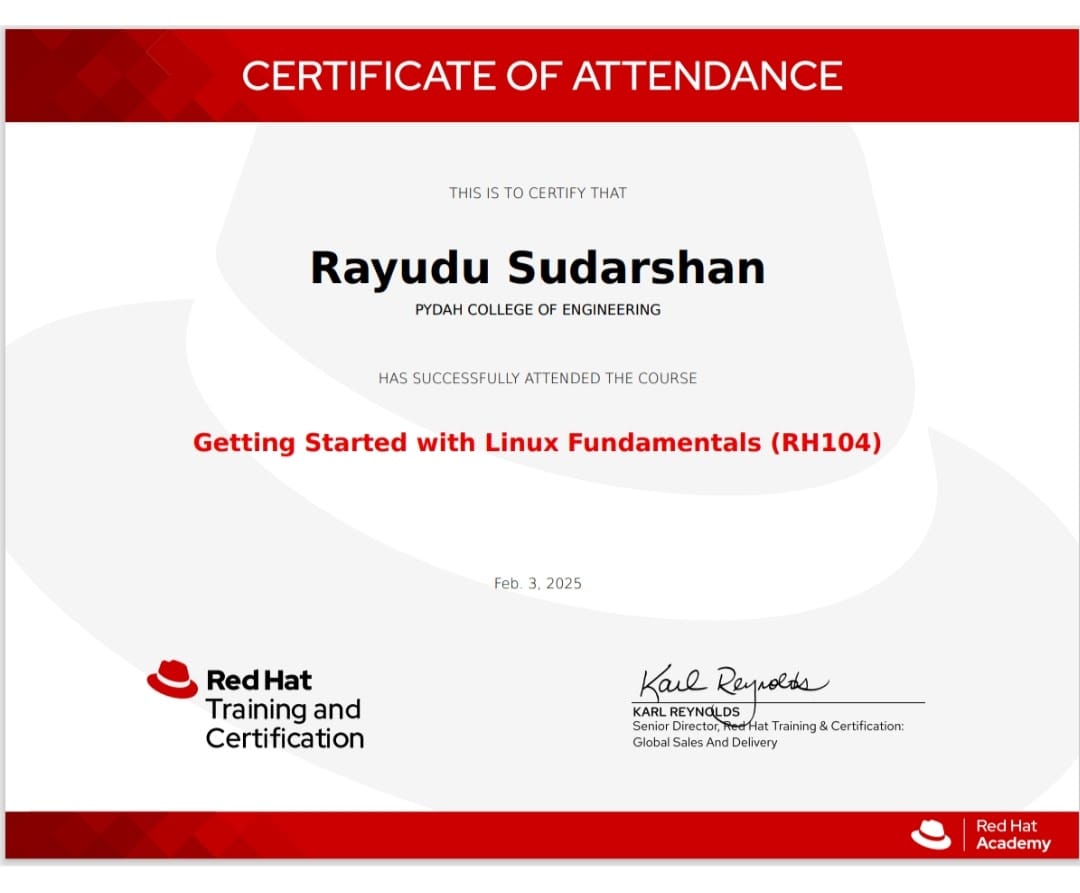 CERTIFICATE OF ATTENDANCE
THIS IS TO CERTIFY THAT
Rayudu Sudarshan
PYDAH COLLEGE OF ENGINEERING
HAS SUCCESSFULLY ATTENDED THE COURSE
Getting Started with Linux Fundamentals (RH104)
Feb. 3, 2025
Red Hat
Training and
Certification
Karl Reynolds
KARL REYNOLDS
Senior Director, Red Hat Training & Certification:
Global Sales And Delivery
Red Hat
Academy